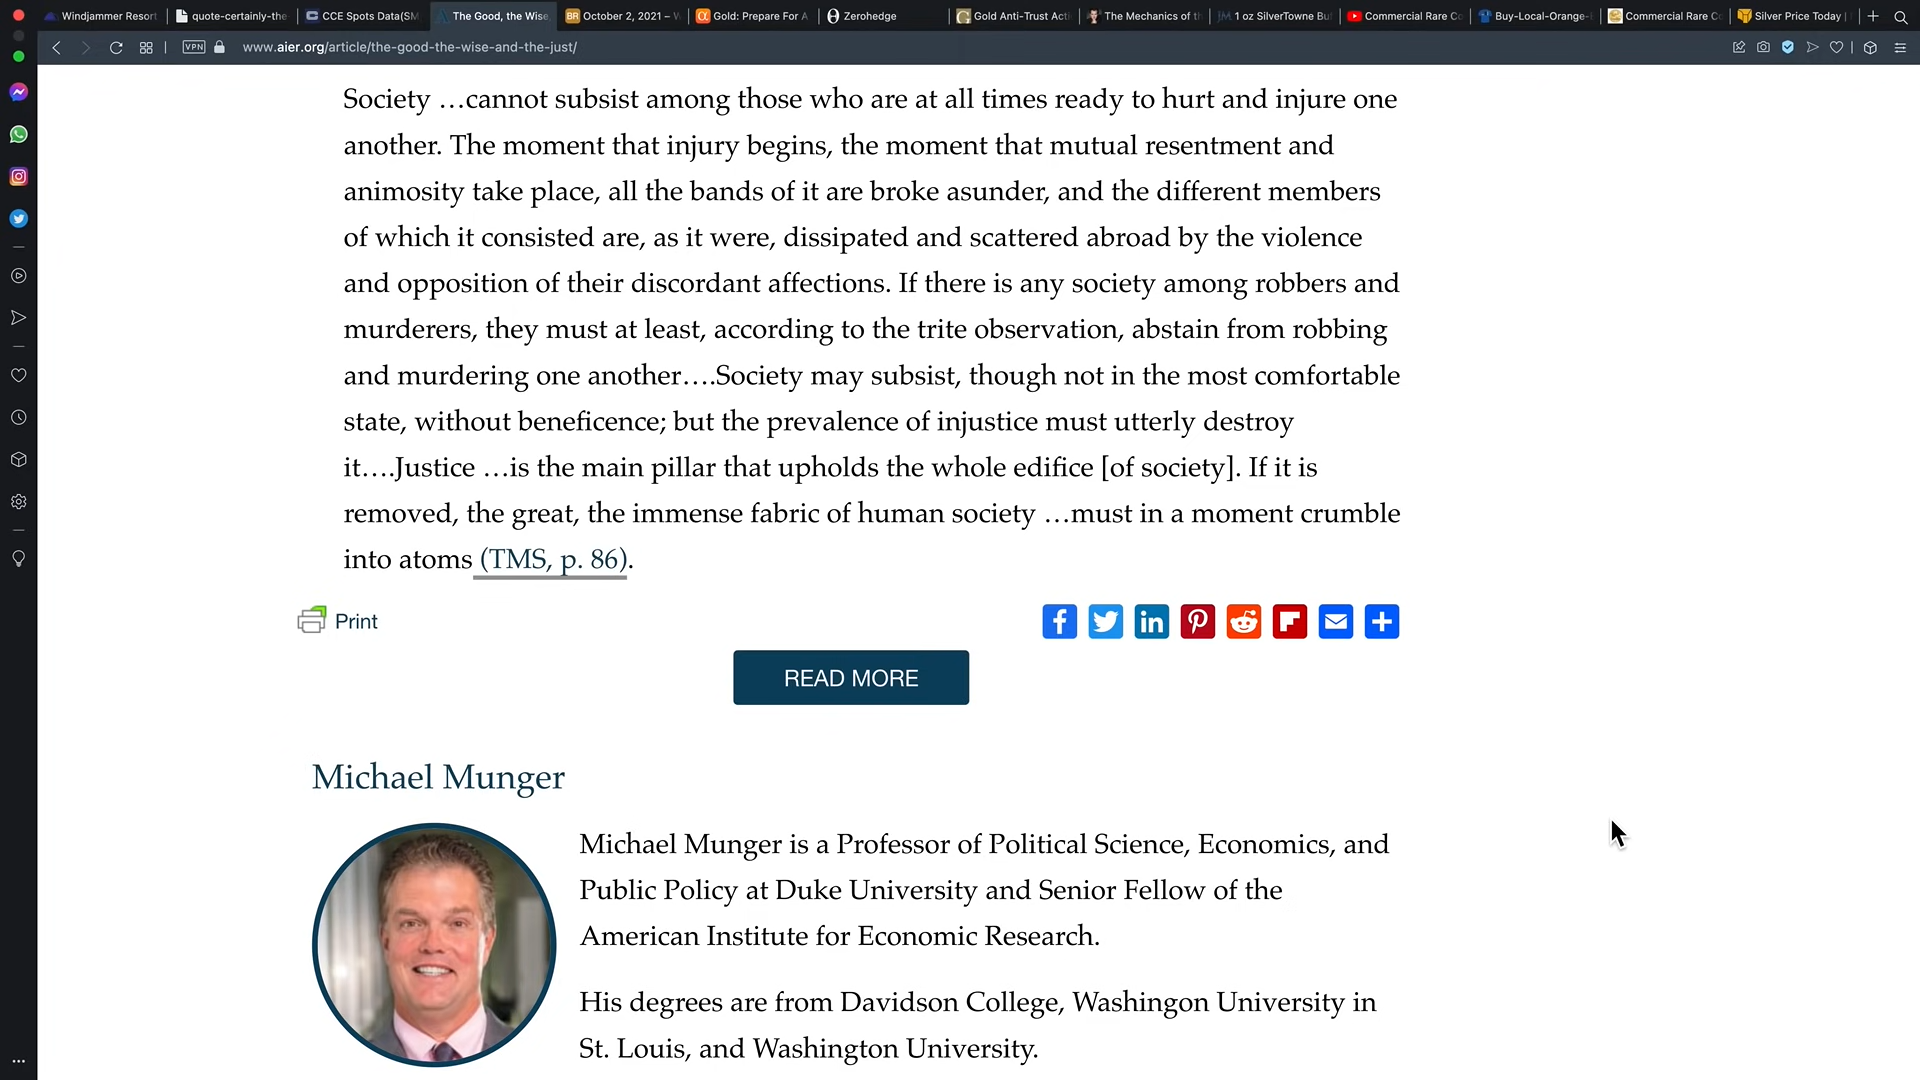 Windjammer Resort
quote-certainly-the-
CCE Spots Data(SM
The Good, the Wise,
October 2, 2021 – W
Gold: Prepare For A
Zerohedge
Gold Anti-Trust Acti
The Mechanics of th
1 oz SilverTowne Bu
Commercial Rare Co
Buy-Local-Orange-
Commercial Rare Co
Silver Price Today |
VPN
www.aier.org/article/the-good-the-wise-and-the-just/
Society …cannot subsist among those who are at all times ready to hurt and injure one
another. The moment that injury begins, the moment that mutual resentment and
animosity take place, all the bands of it are broke asunder, and the different members
of which it consisted are, as it were, dissipated and scattered abroad by the violence
and opposition of their discordant affections. If there is any society among robbers and
murderers, they must at least, according to the trite observation, abstain from robbing
and murdering one another….Society may subsist, though not in the most comfortable
state, without beneficence; but the prevalence of injustice must utterly destroy
it….Justice …is the main pillar that upholds the whole edifice [of society]. If it is
removed, the great, the immense fabric of human society …must in a moment crumble
into atoms (TMS, p. 86).
Print
READ MORE
Michael Munger
Michael Munger is a Professor of Political Science, Economics, and
Public Policy at Duke University and Senior Fellow of the
American Institute for Economic Research.
His degrees are from Davidson College, Washingon University in
St. Louis, and Washington University.